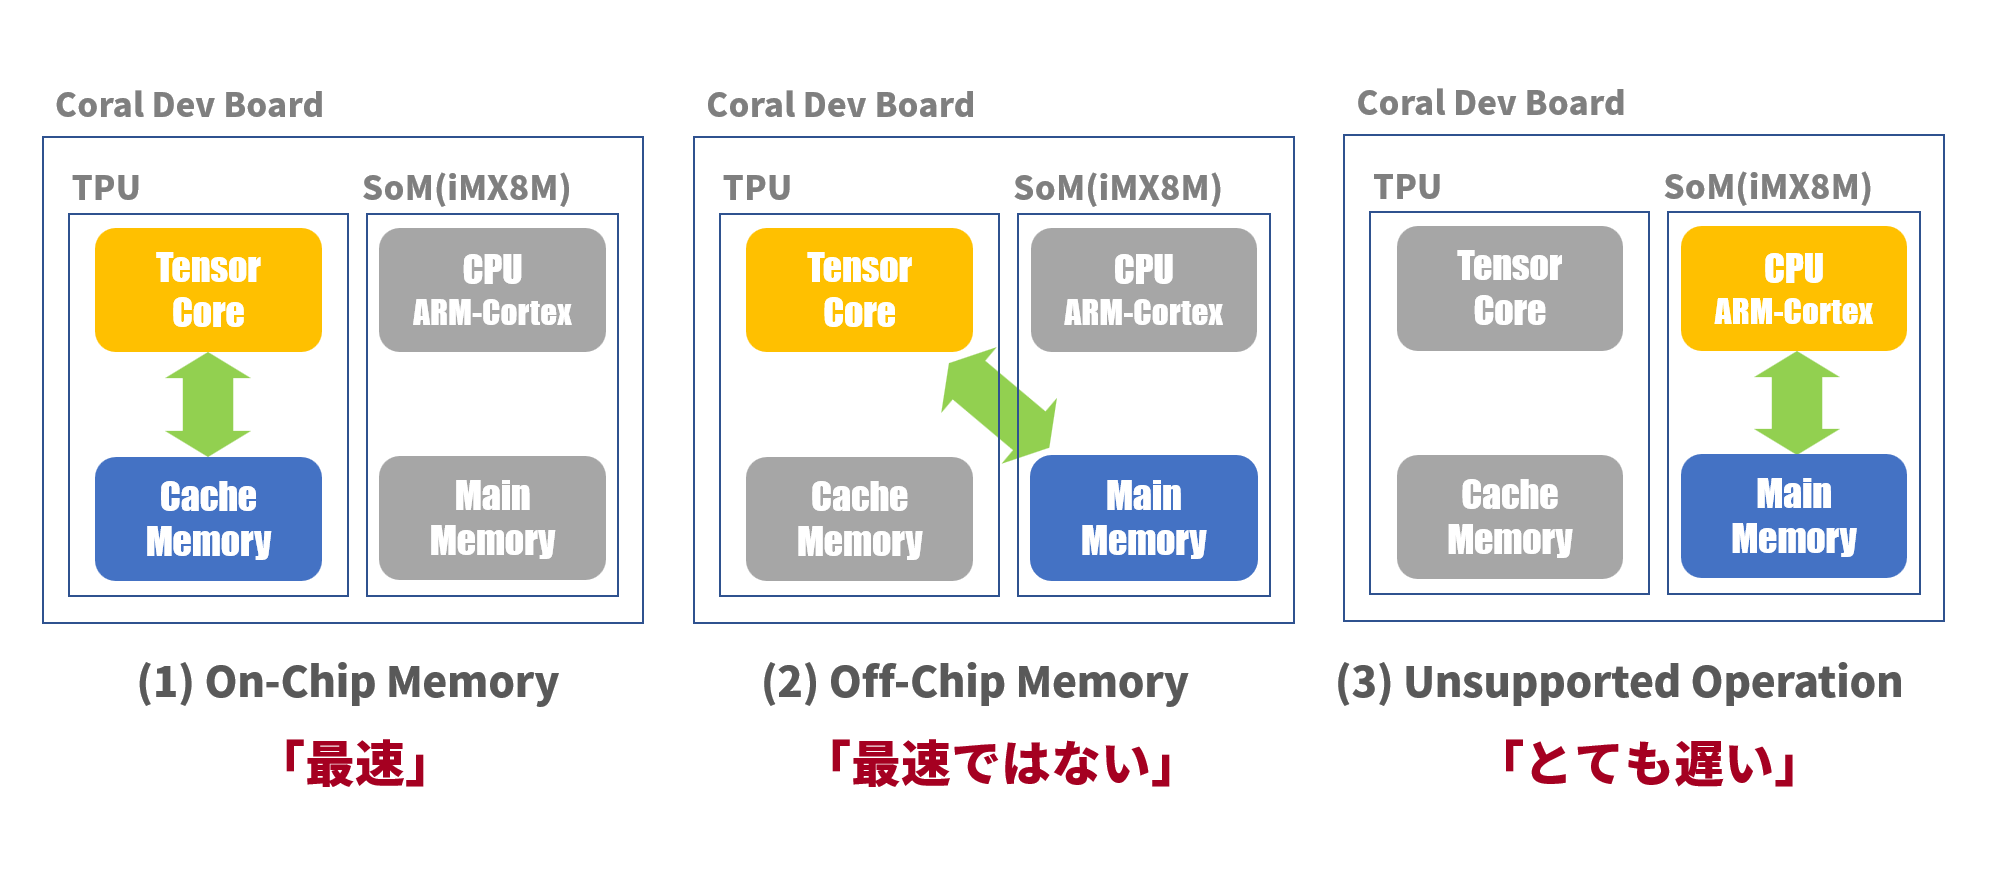 Coral Dev Board
TPU
SoM(iMX8M)
Tensor
Core
CPU
ARM-Cortex
Cache
Memory
Main
Memory
(1) On-Chip Memory
「最速」
Coral Dev Board
TPU
SoM(iMX8M)
Tensor
Core
CPU
ARM-Cortex
Cache
Memory
Main
Memory
(2) Off-Chip Memory
「最速ではない」
Coral Dev Board
TPU
SoM(iMX8M)
Tensor
Core
CPU
ARM-Cortex
Cache
Memory
Main
Memory
(3) Unsupported Operation
「とても遅い」